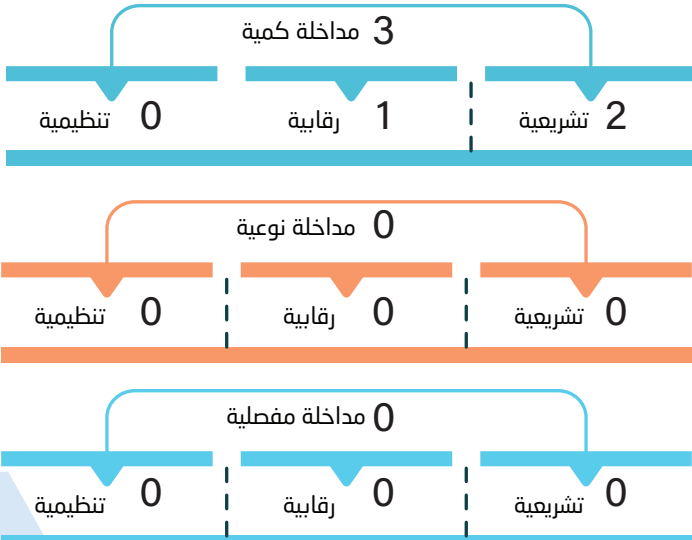 3 مداخلة كمية
2 تشريعية
1 رقابية
0 تنظيمية
0 مداخلة نوعية
0 تشريعية
0 رقابية
0 تنظيمية
0 مداخلة مفصلية
0 تشريعية
0 رقابية
0 تنظيمية